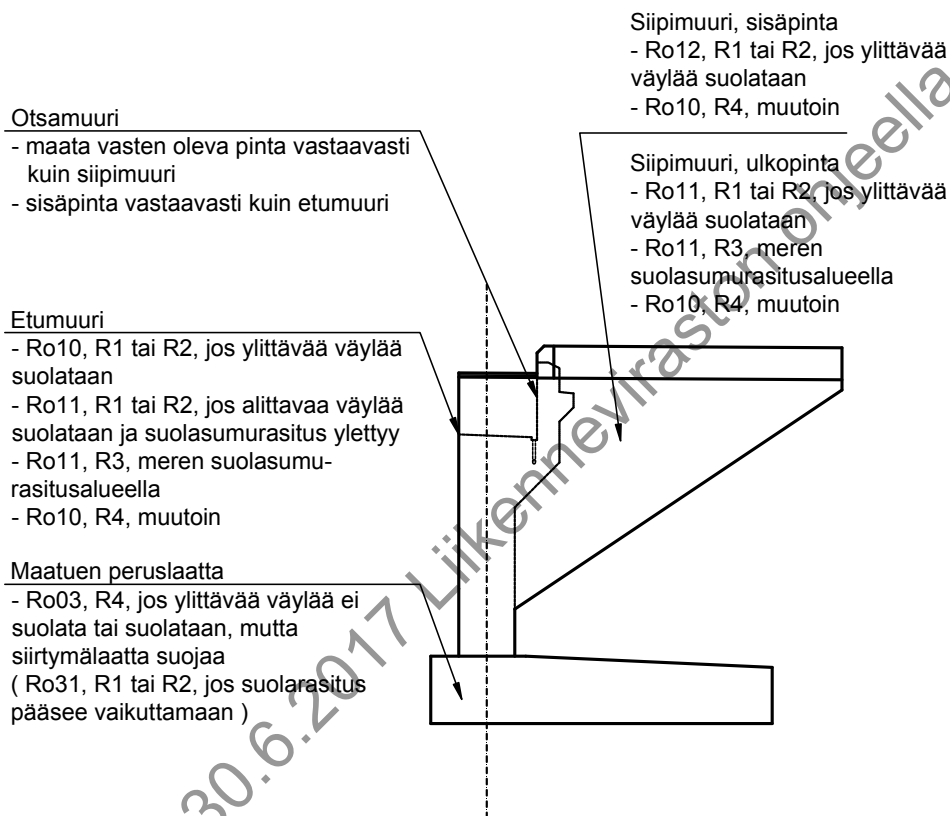 Siipimuuri, sisäpinta
- Ro12, R1 tai R2, jos ylittävää
väylää suolataan
- Ro10, R4, muutoin
Otsamuuri
- maata vasten oleva pinta vastaavasti
kuin siipimuuri
- sisäpinta vastaavasti kuin etumuuri
Siipimuuri, ulkopinta
- Ro11, R1 tai R2, jos ylittävää
väylää suolataan
- Ro11, R3, meren
suolasumurasitusalueella
- Ro10, R4, muutoin
Etumuuri
- Ro10, R1 tai R2, jos ylittävää väylää
suolataan
- Ro11, R1 tai R2, jos alittavaa väylää
suolataan ja suolasumurasitus ylettyy
- Ro11, R3, meren suolasumu-
rasitusalueella
- Ro10, R4, muutoin
Maatuen peruslaatta
- Ro03, R4, jos ylittävää väylää ei
suolata tai suolataan, mutta
siirtymälaatta suojaa
( Ro31, R1 tai R2, jos suolarasitus
pääsee vaikuttamaan )
30.6.2017 Liikenneviraston ohjeella